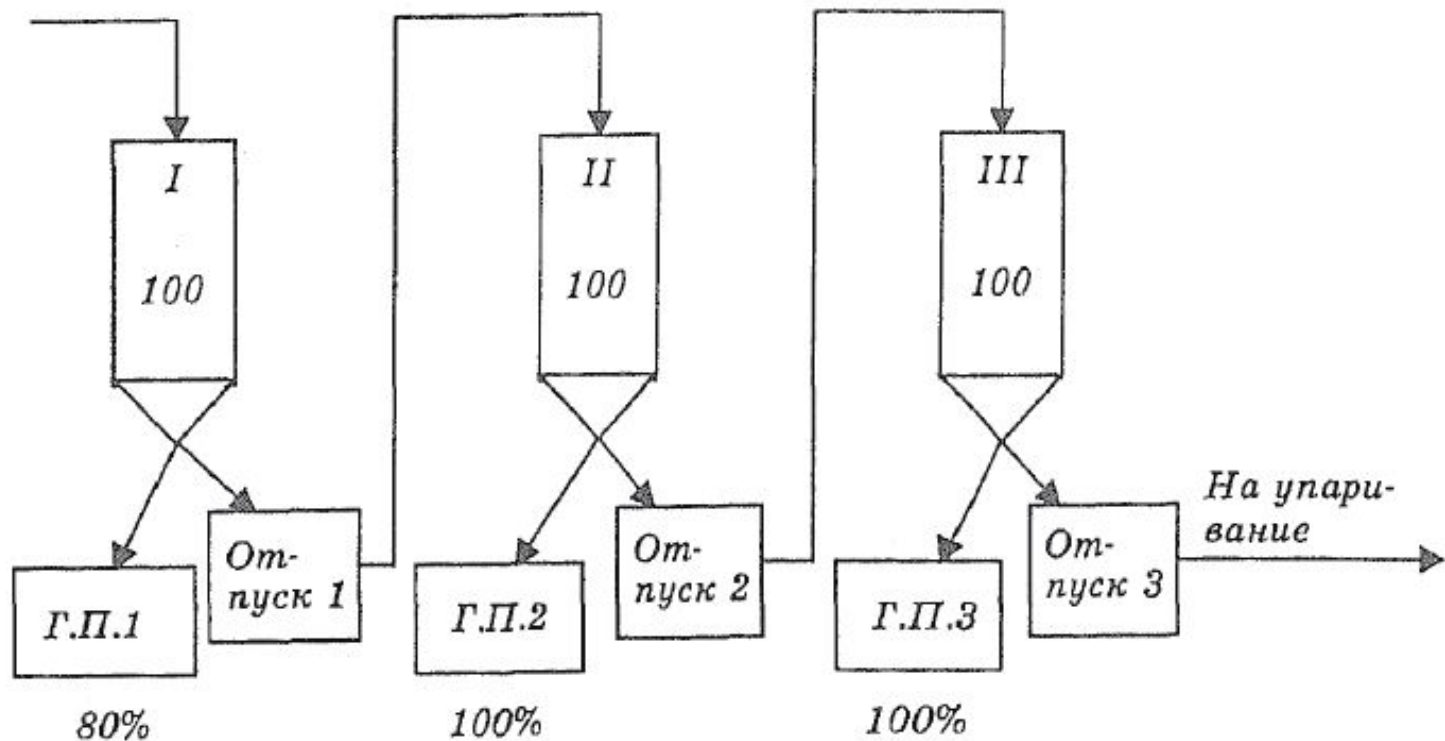 I
100
II
100
III
100
От-
пуск 1
Г.П.1
80%
От-
пуск 2
Г.П.2
100%
От-
пуск 3
Г.П.3
100%
На упари-
вание